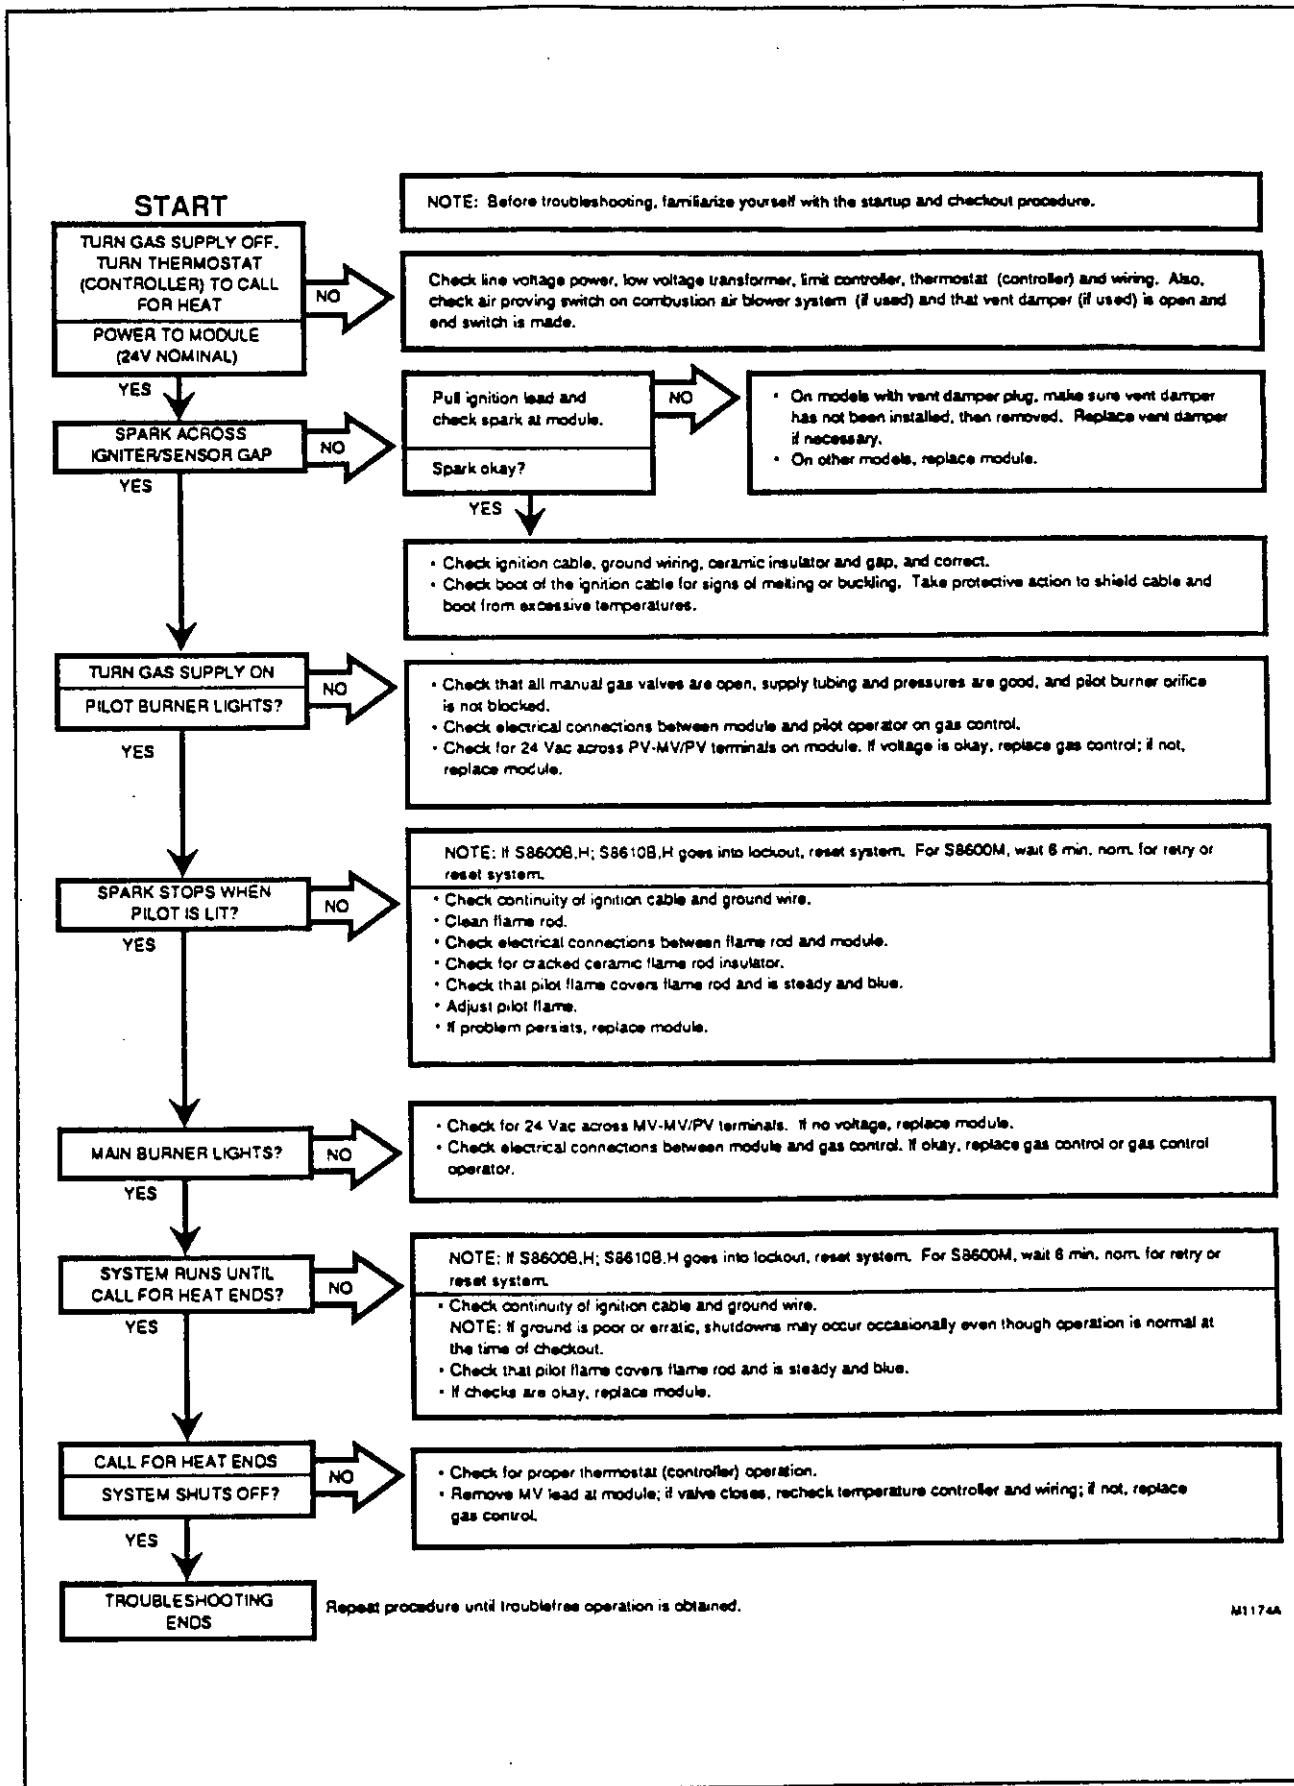 NOTE: Before troubleshooting, familiarize yourself with the startup and checkout procedure.
START
TURN GAS SUPPLY OFF.
TURN THERMOSTAT
(CONTROLLER) TO CALL
FOR HEAT
POWER TO MODULE
(24V NOMINAL)
NO
Check line voltage power, low voltage transformer, limit controller, thermostat (controller) and wiring. Also,
check air proving switch on combustion air blower system (if used) and that vent damper (if used) is open and
end switch is made.
YES
SPARK ACROSS
IGNITER/SENSOR GAP
NO
Pull ignition lead and
check spark at module.
Spark okay?
NO
• On models with vent damper plug, make sure vent damper
has not been installed, then removed. Replace vent damper
if necessary.
• On other models, replace module.
YES
YES
• Check ignition cable, ground wiring, ceramic insulator and gap, and correct.
• Check boot of the ignition cable for signs of melting or buckling. Take protective action to shield cable and
boot from excessive temperatures.
TURN GAS SUPPLY ON
PILOT BURNER LIGHTS?
NO
• Check that all manual gas valves are open, supply tubing and pressures are good, and pilot burner orifice
is not blocked.
• Check electrical connections between module and pilot operator on gas control.
• Check for 24 Vac across PV-MV/PV terminals on module. If voltage is okay, replace gas control; if not,
replace module.
YES
SPARK STOPS WHEN
PILOT IS LIT?
NO
NOTE: If S8600B,H; S8610B,H goes into lockout, reset system. For S8600M, wait 6 min. nom. for retry or
reset system.
• Check continuity of ignition cable and ground wire.
• Clean flame rod.
• Check electrical connections between flame rod and module.
• Check for cracked ceramic flame rod insulator.
• Check that pilot flame covers flame rod and is steady and blue.
• Adjust pilot flame.
• If problem persists, replace module.
YES
MAIN BURNER LIGHTS?
NO
• Check for 24 Vac across MV-MV/PV terminals. If no voltage, replace module.
• Check electrical connections between module and gas control. If okay, replace gas control or gas control
operator.
YES
SYSTEM RUNS UNTIL
CALL FOR HEAT ENDS?
NO
NOTE: If S8600B,H; S8610B,H goes into lockout, reset system. For S8600M, wait 6 min. nom. for retry or
reset system.
• Check continuity of ignition cable and ground wire.
NOTE: If ground is poor or erratic, shutdowns may occur occasionally even though operation is normal at
the time of checkout.
• Check that pilot flame covers flame rod and is steady and blue.
• If checks are okay, replace module.
YES
CALL FOR HEAT ENDS
SYSTEM SHUTS OFF?
NO
• Check for proper thermostat (controller) operation.
• Remove MV lead at module; if valve closes, recheck temperature controller and wiring; if not, replace
gas control.
YES
TROUBLESHOOTING
ENDS
Repeat procedure until troublefree operation is obtained.
M1174A